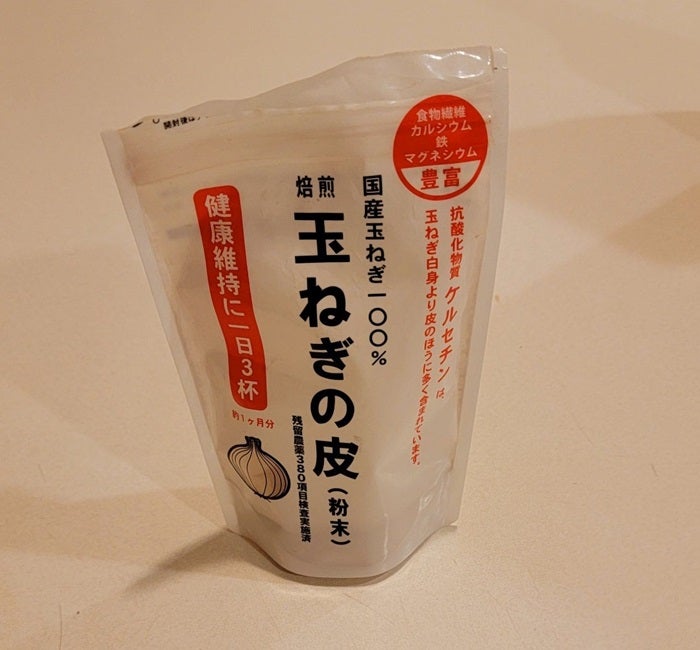 開封後は
食物繊維
カルシウム
鉄
マグネシウム
豊富
抗酸化物質 ケルセチン は、
玉ねぎ白身より皮のほうに多く含まれています。
国産玉ねぎ一〇〇%
焙煎
玉ねぎの皮(粉末)
残留農薬380項目検査実施済
健康維持に一日3杯
約1ヶ月分